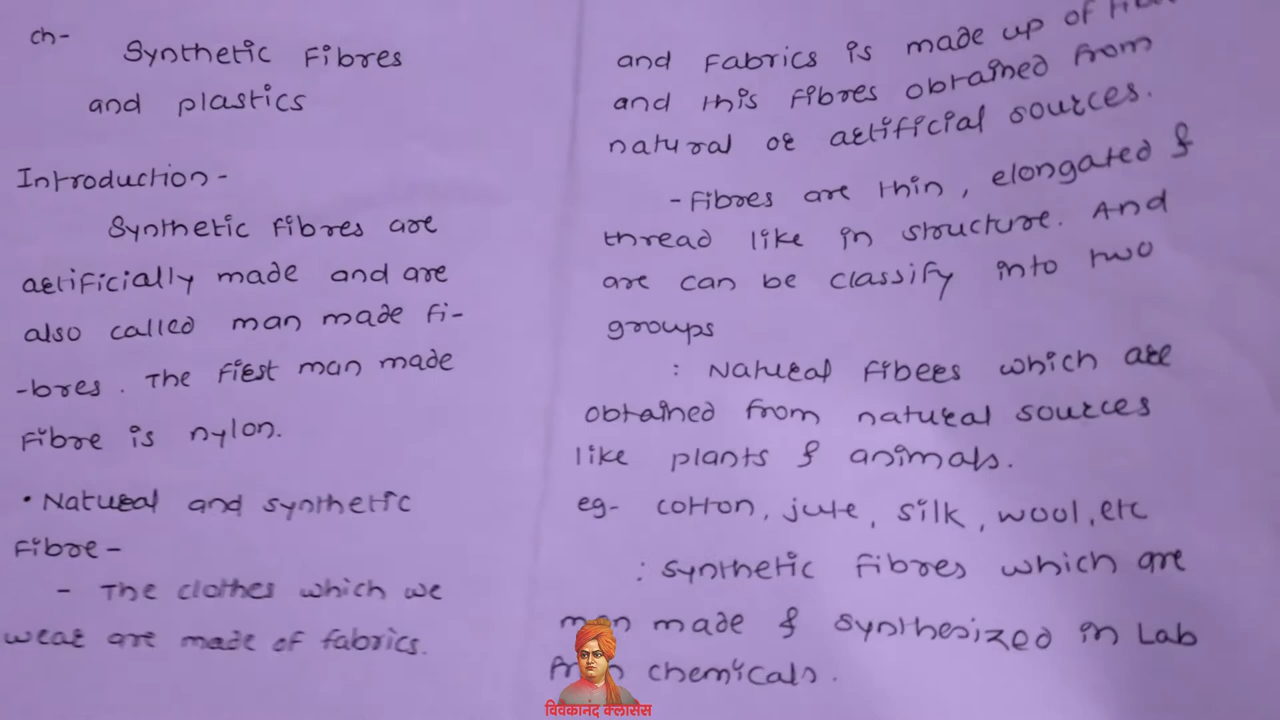 ch-
Synthetic Fibres
and plastics
Introduction -
Synthetic fibres are
artificially made and are
also called man made fi-
-bres. The first man made
Fibre is nylon.
• Natural and synthetic
Fibre -
- The clothes which we
wear are made of fabrics.
and Fabrics is made up of
and this fibres obtained from
natural or artificial sources.
- Fibres are thin, elongated &
thread like in structure. And
are can be classify into two
groups
: Natural Fibers which are
obtained from natural sources
like plants & animals.
eg- cotton, jute, silk, wool, etc
: synthetic fibres which are
man made & synthesized in Lab
from chemicals.
विवेकानंद क्लासेस